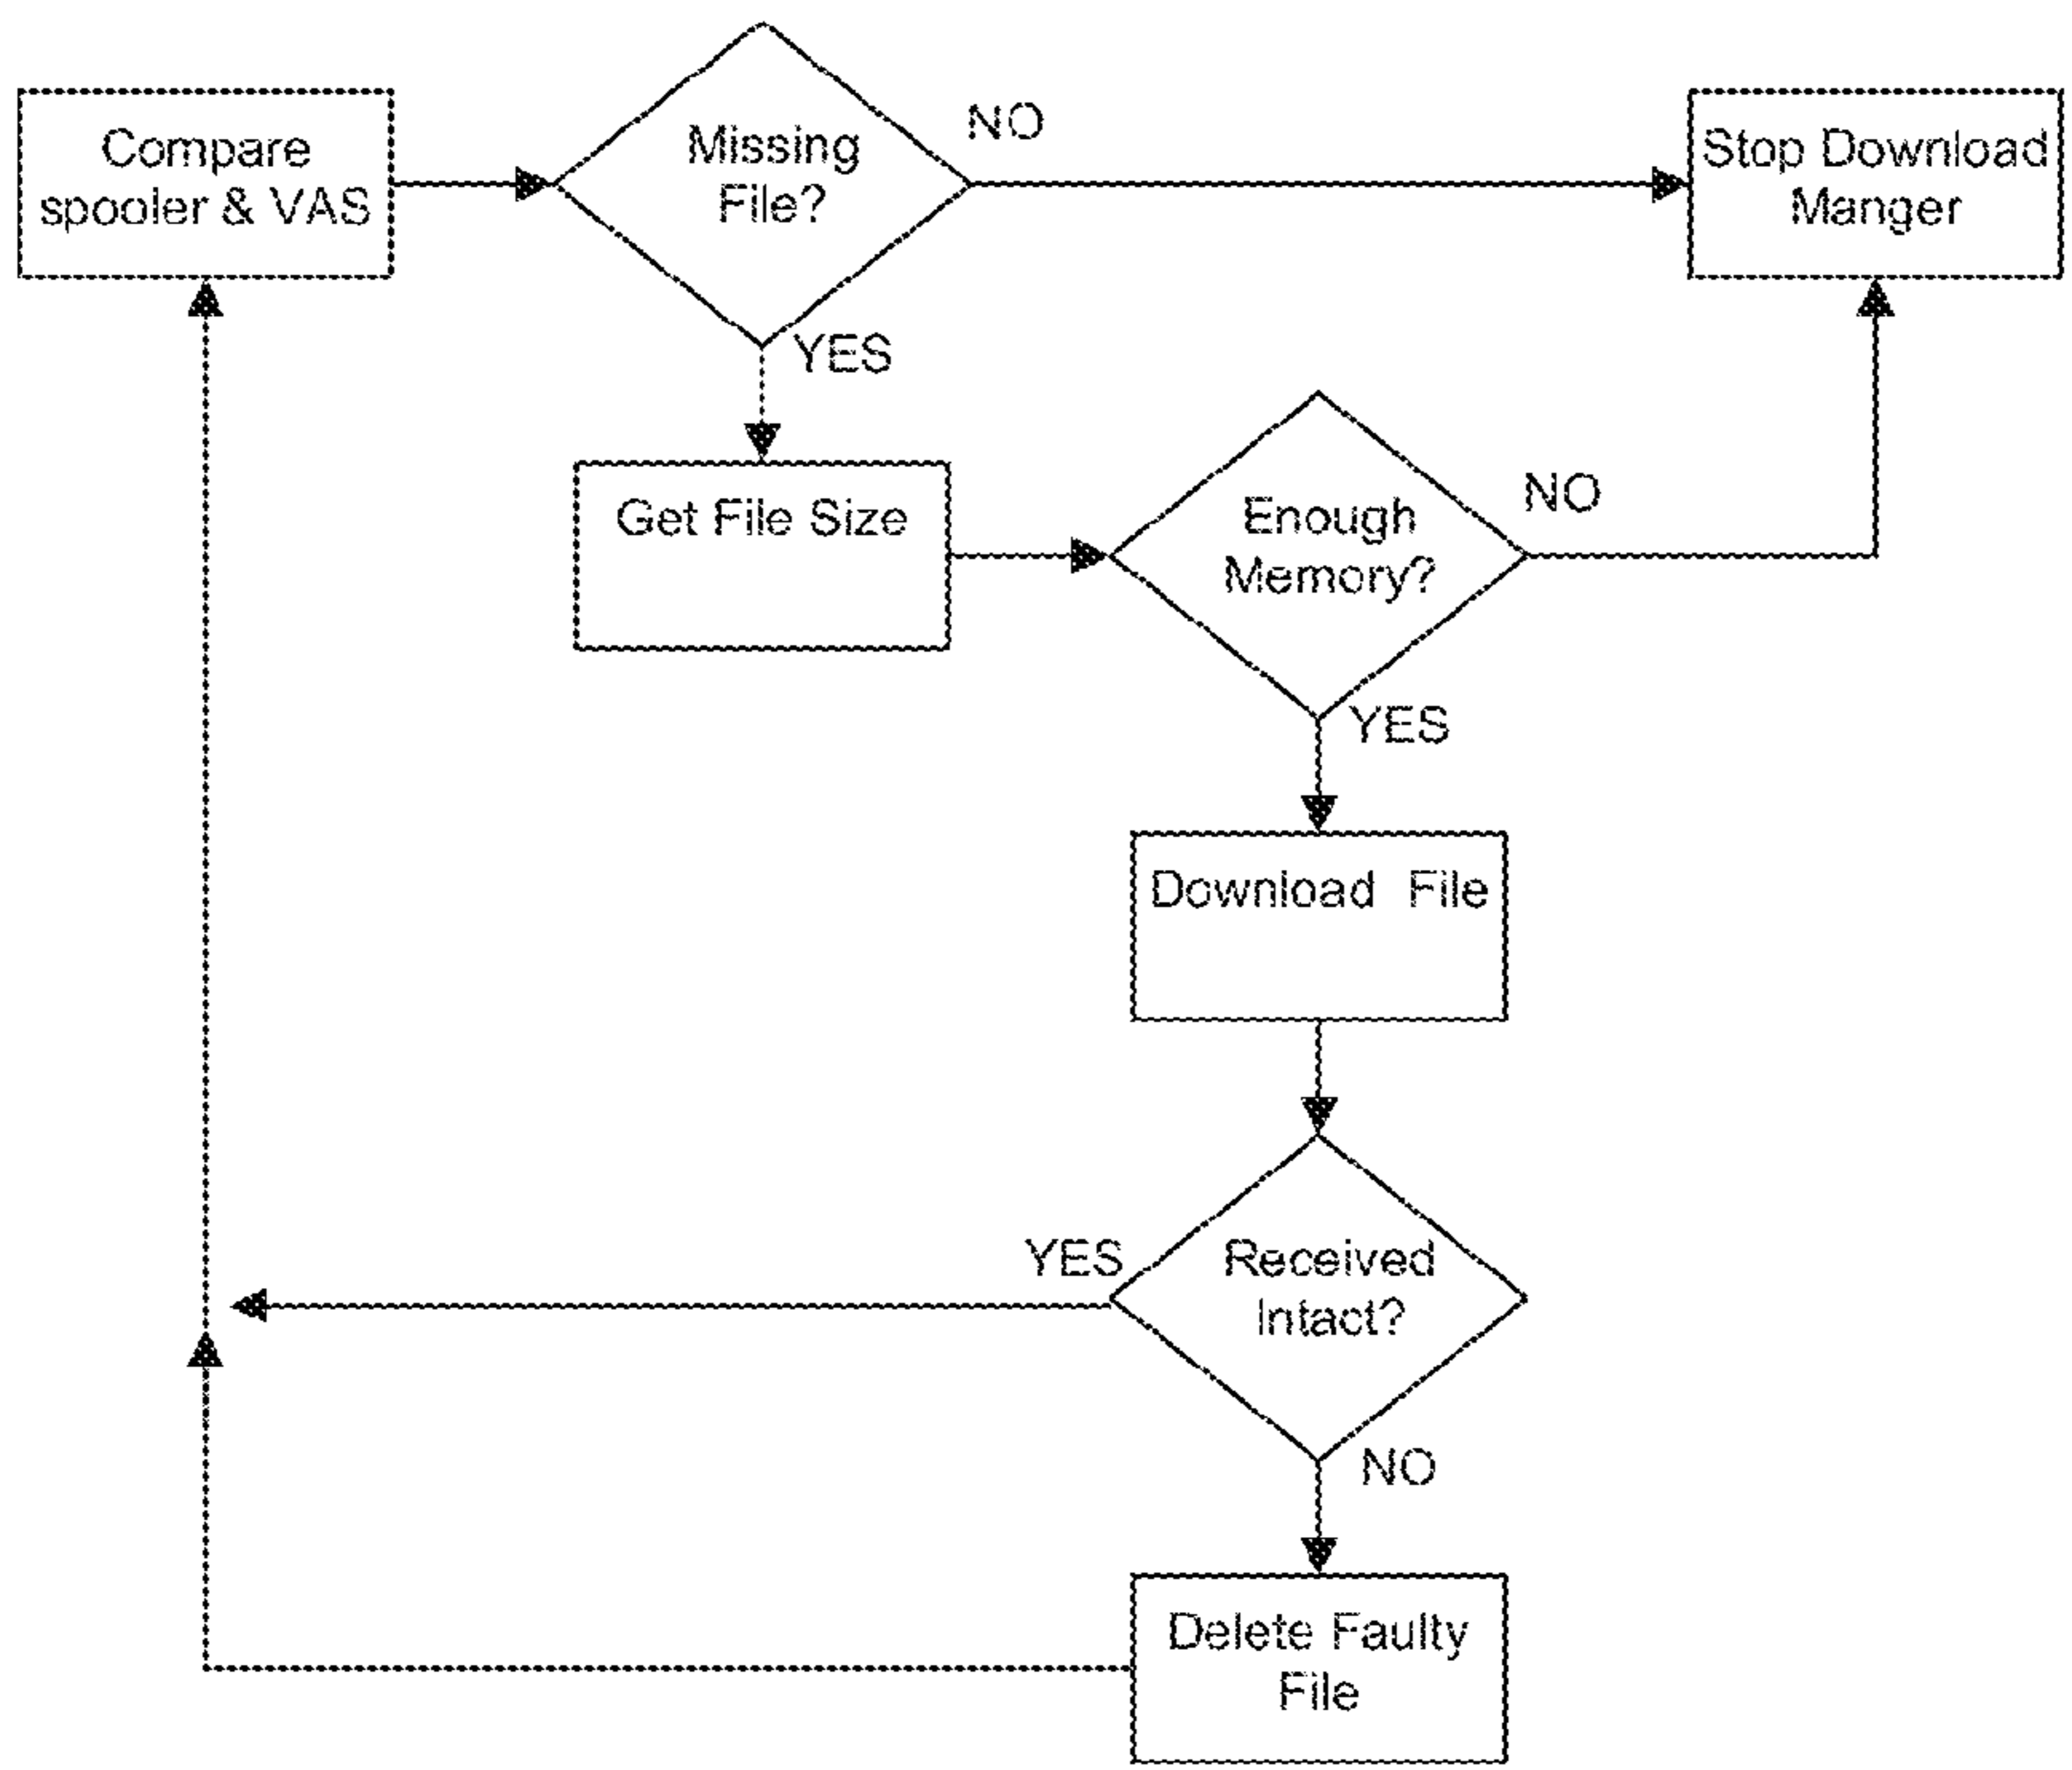 Compare
spooler & VAS
Missing
File?
NO
Stop Download
Manger
YES
Get File Size
Enough
Memory?
NO
YES
Download File
YES
Received
Intact?
NO
Delete Faulty
File